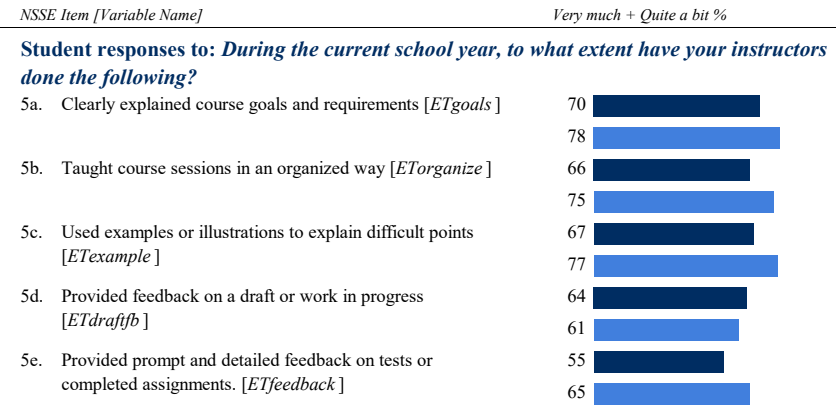 NSSE Item [Variable Name] Very much + Quite a bit %
Student responses to: During the current school year, to what extent have your instructors
done the following?
5a. Clearly explained course goals and requirements [ETgoals ] 70
78
5b. Taught course sessions in an organized way [ETorganize ] 66
75
5c. Used examples or illustrations to explain difficult points 67
[ETexample ]
77
5d. Provided feedback on a draft or work in progress 64
[ETdraftfb ]
61
5e. Provided prompt and detailed feedback on tests or 55
completed assignments. [ETfeedback ]
65